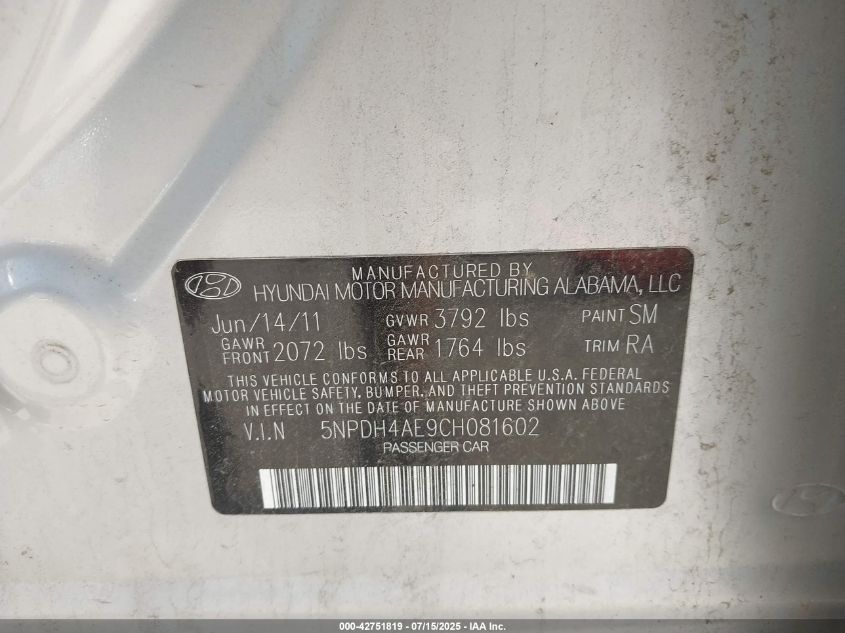 MANUFACTURED BY
HYUNDAI MOTOR MANUFACTURING ALABAMA, LLC
Jun/14/11 GVWR 3792 lbs PAINT SM
GAWR FRONT 2072 lbs GAWR REAR 1764 lbs TRIM RA
THIS VEHICLE CONFORMS TO ALL APPLICABLE U.S.A. FEDERAL
MOTOR VEHICLE SAFETY, BUMPER, AND THEFT PREVENTION STANDARDS
IN EFFECT ON THE DATE OF MANUFACTURE SHOWN ABOVE
V.I.N 5NPDH4AE9CH081602
PASSENGER CAR
000-42751819 - 07/15/2025 - IAA Inc.